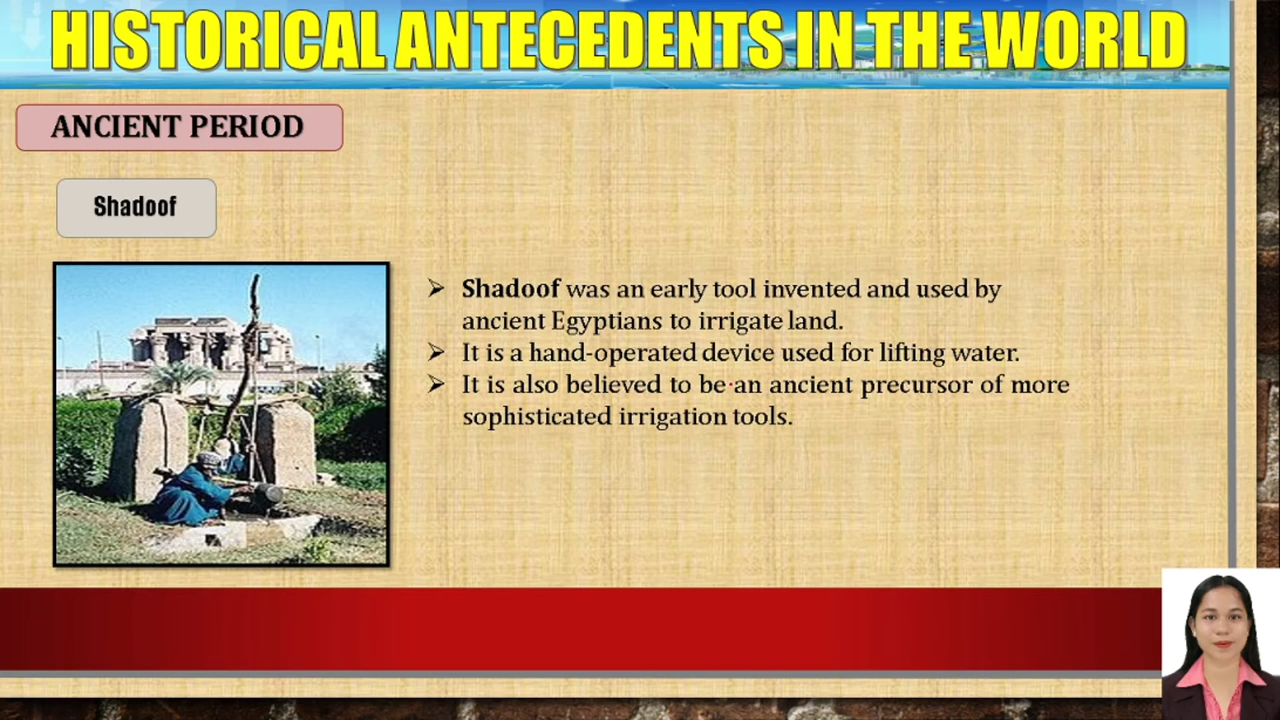 HISTORICAL ANTECEDENTS IN THE WORLD
ANCIENT PERIOD
Shadoof
➢ Shadoof was an early tool invented and used by
ancient Egyptians to irrigate land.
➢ It is a hand-operated device used for lifting water.
➢ It is also believed to be an ancient precursor of more
sophisticated irrigation tools.